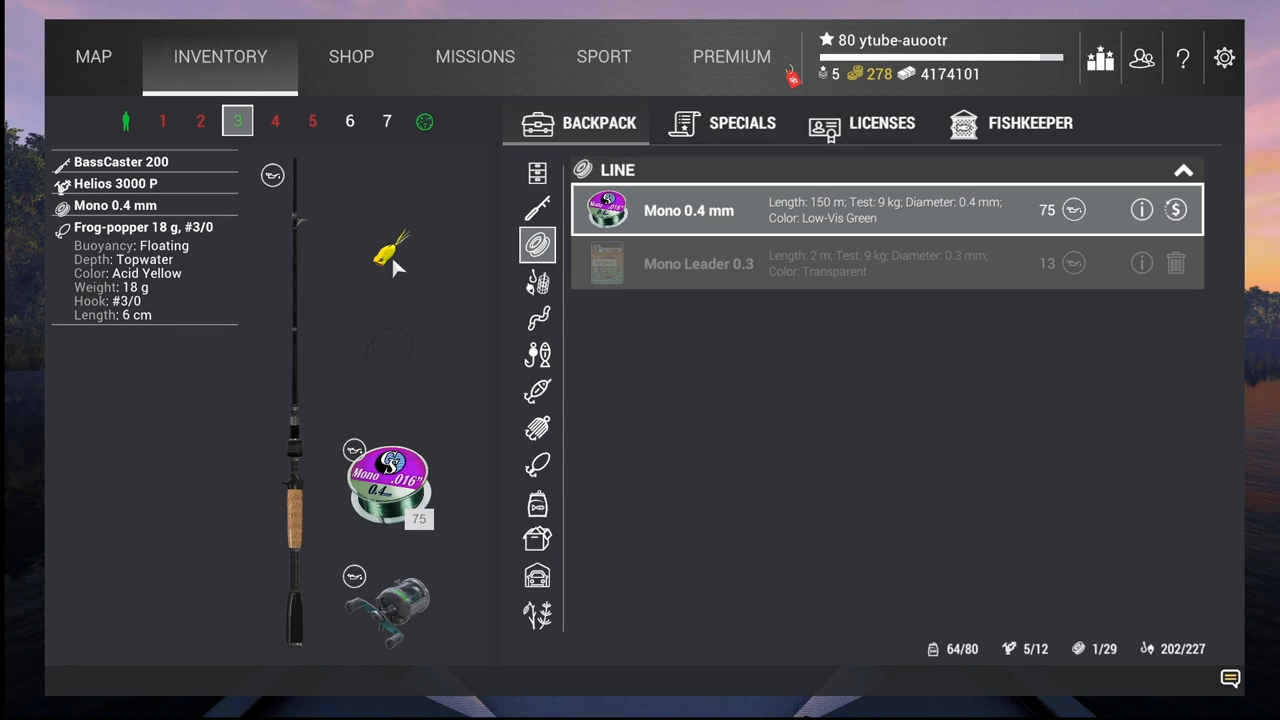 MAP
INVENTORY
SHOP
MISSIONS
SPORT
PREMIUM
80 ytube-auootr
5
278
4174101
?
1
2
3
4
5
6
7
BACKPACK
SPECIALS
LICENSES
FISHKEEPER
BassCaster 200
Helios 3000 P
Mono 0.4 mm
Frog-popper 18 g, #3/0
Buoyancy: Floating
Depth: Topwater
Color: Acid Yellow
Weight: 18 g
Hook: #3/0
Length: 6 cm
Mono .016"
0.4mm
75
LINE
Mono 0.4 mm
Length: 150 m; Test: 9 kg; Diameter: 0.4 mm;
Color: Low-Vis Green
75
Mono Leader 0.3
Length: 2 m; Test: 9 kg; Diameter: 0.3 mm;
Color: Transparent
13
64/80
5/12
1/29
202/227